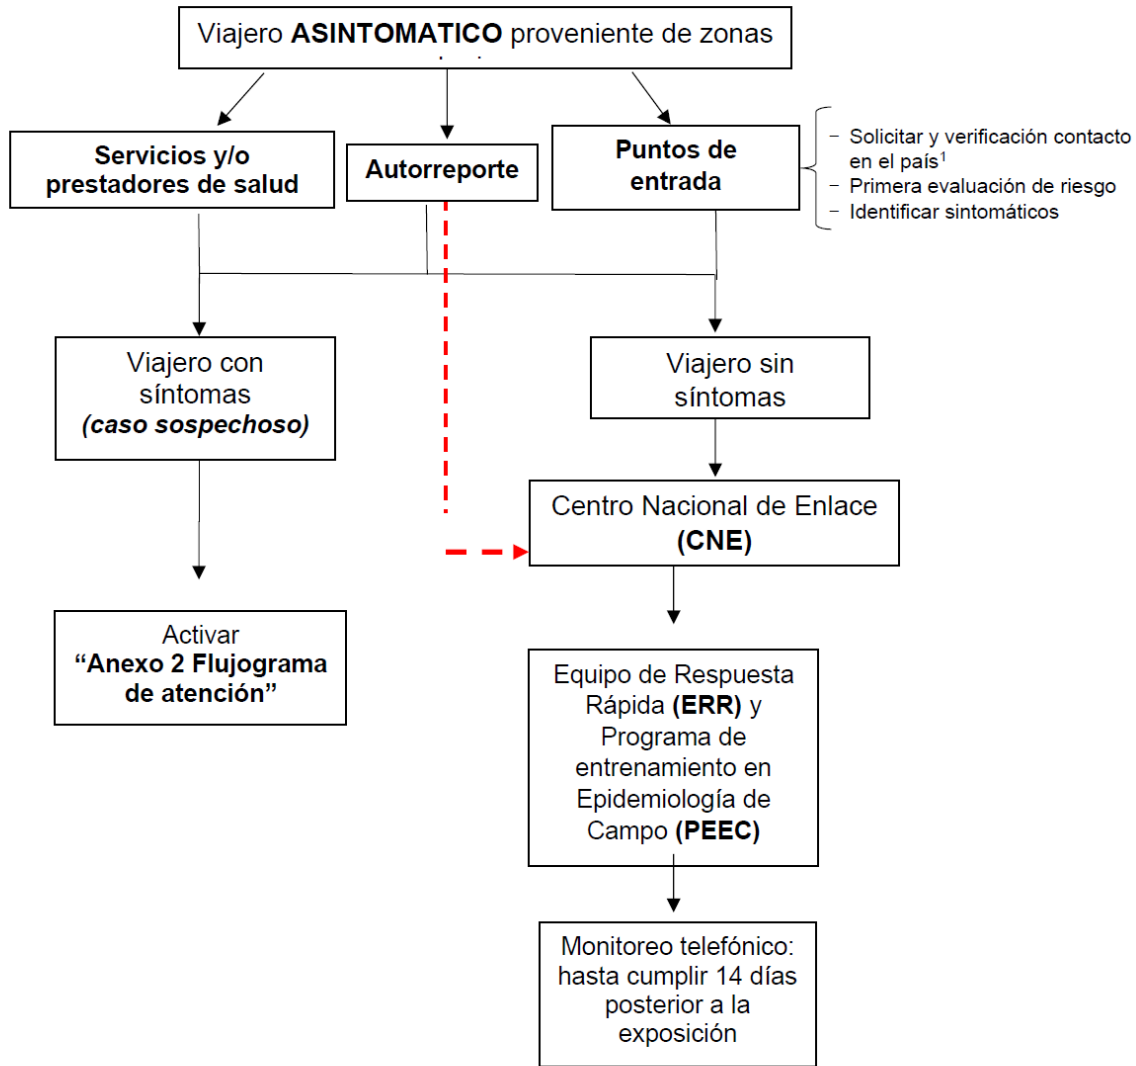 Viajero ASINTOMATICO proveniente de zonas
Servicios y/o
prestadores de salud
Autorreporte
Puntos de
entrada
− Solicitar y verificación contacto
en el país¹
− Primera evaluación de riesgo
− Identificar sintomáticos
Viajero con
síntomas
(caso sospechoso)
Viajero sin
síntomas
Centro Nacional de Enlace
(CNE)
Activar
“Anexo 2 Flujograma
de atención”
Equipo de Respuesta
Rápida (ERR) y
Programa de
entrenamiento en
Epidemiología de
Campo (PEEC)
Monitoreo telefónico:
hasta cumplir 14 días
posterior a la
exposición